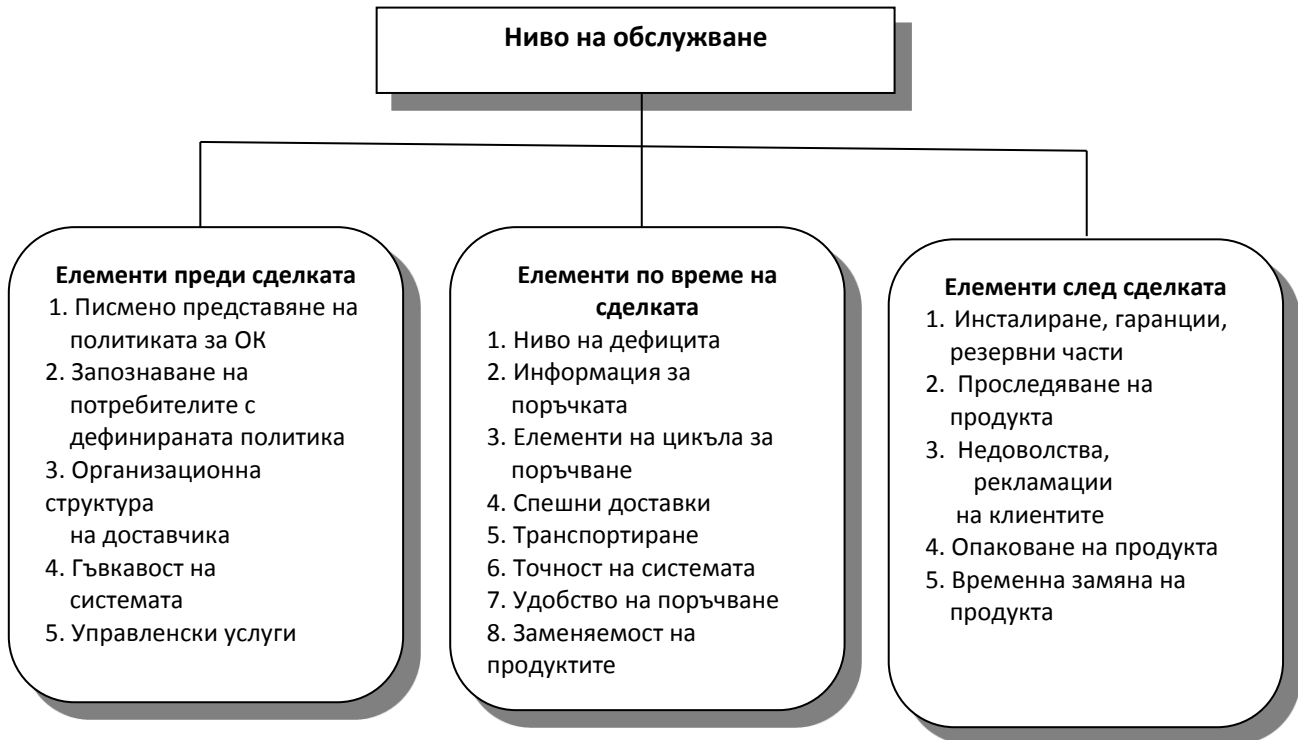 Ниво на обслужване
Елементи преди сделката
1. Писмено представяне на
политиката за ОК
2. Запознаване на
потребителите с
дефинираната политика
3. Организационна
структура
на доставчика
4. Гъвкавост на
системата
5. Управленски услуги
Елементи по време на
сделката
1. Ниво на дефицита
2. Информация за
поръчката
3. Елементи на цикъла за
поръчване
4. Спешни доставки
5. Транспортиране
6. Точност на системата
7. Удобство на поръчване
8. Заменяемост на
продуктите
Елементи след сделката
1. Инсталиране, гаранции,
резервни части
2. Проследяване на
продукта
3. Недоволства,
рекламации
на клиентите
4. Опаковане на продукта
5. Временна замяна на
продукта